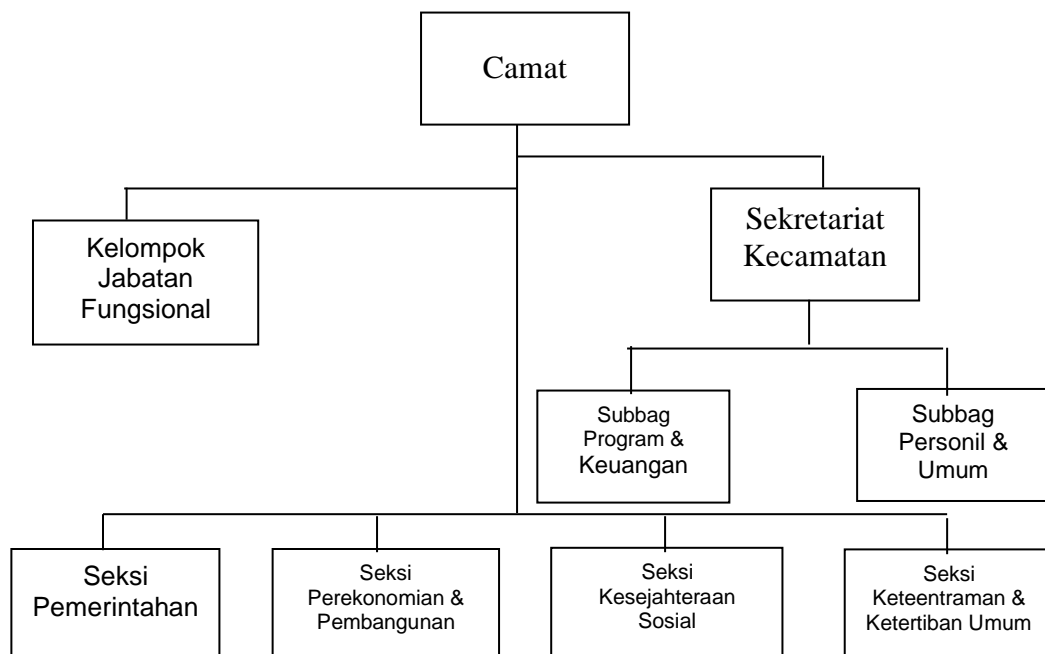 Camat
Sekretariat
Kecamatan
Kelompok
Jabatan
Fungsional
Subbag
Program &
Keuangan
Subbag
Personil &
Umum
Seksi
Pemerintahan
Seksi
Perekonomian &
Pembangunan
Seksi
Kesejahteraan
Sosial
Seksi
Keteentraman &
Ketertiban Umum